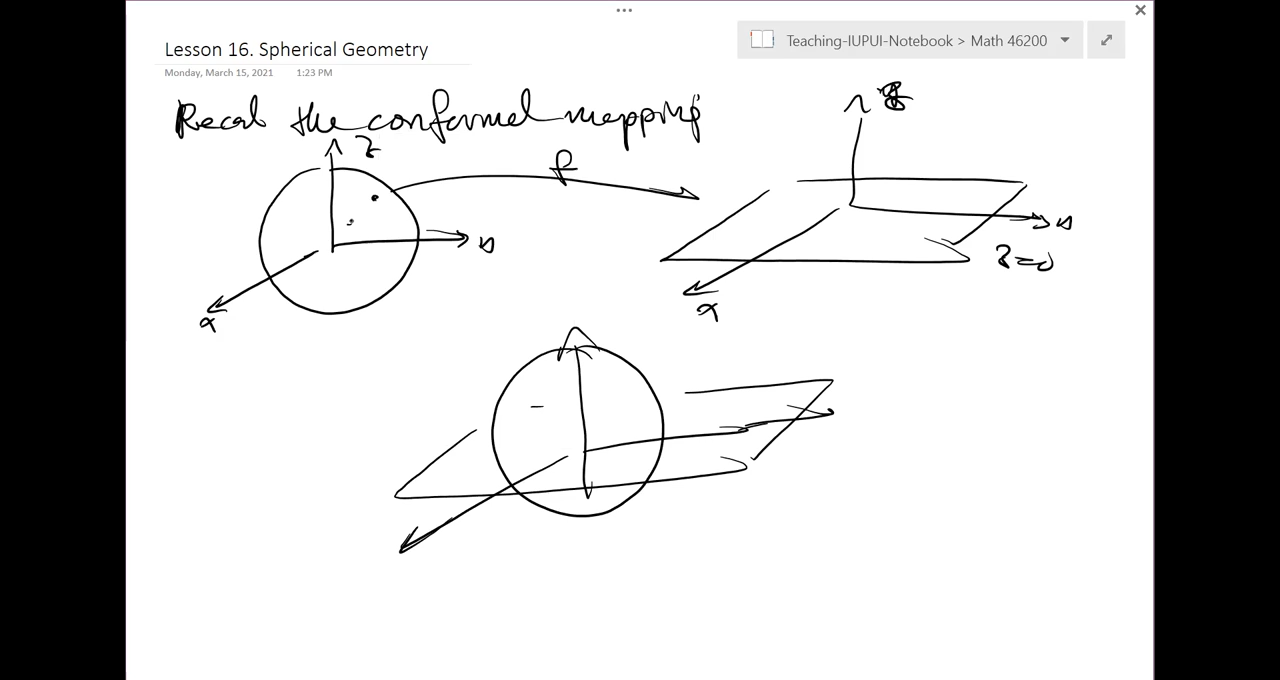 Teaching-IUPUI-Notebook > Math 46200
Lesson 16. Spherical Geometry
Monday, March 15, 2021 1:23 PM
Recall the conformal mapping
z
f
y
x
z
y
x
z=0